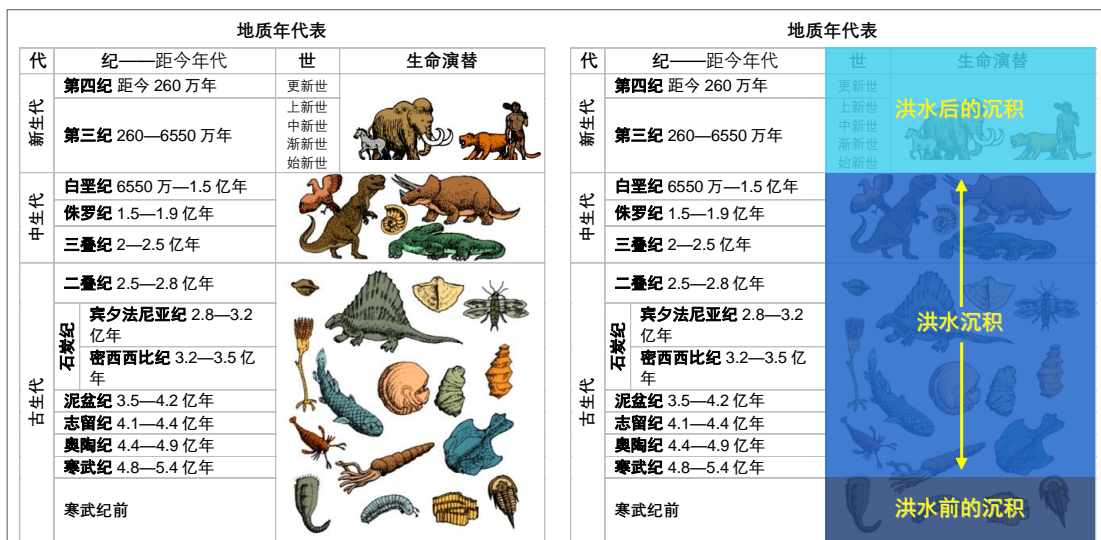 地质年代表
代 纪——距今年代 世 生命演替
新生代
第四纪 距今 260 万年
更新世
第三纪 260—6550 万年
上新世
中新世
渐新世
始新世
中生代
白垩纪 6550 万—1.5 亿年
侏罗纪 1.5—1.9 亿年
三叠纪 2—2.5 亿年
古生代
二叠纪 2.5—2.8 亿年
石炭纪
宾夕法尼亚纪 2.8—3.2
亿年
密西西比纪 3.2—3.5 亿
年
泥盆纪 3.5—4.2 亿年
志留纪 4.1—4.4 亿年
奥陶纪 4.4—4.9 亿年
寒武纪 4.8—5.4 亿年
寒武纪前
地质年代表
代 纪——距今年代 世 生命演替
新生代
第四纪 距今 260 万年
更新世
第三纪 260—6550 万年
上新世
中新世
渐新世
始新世
洪水后的沉积
中生代
白垩纪 6550 万—1.5 亿年
侏罗纪 1.5—1.9 亿年
三叠纪 2—2.5 亿年
古生代
二叠纪 2.5—2.8 亿年
石炭纪
宾夕法尼亚纪 2.8—3.2
亿年
密西西比纪 3.2—3.5 亿
年
洪水沉积
泥盆纪 3.5—4.2 亿年
志留纪 4.1—4.4 亿年
奥陶纪 4.4—4.9 亿年
寒武纪 4.8—5.4 亿年
寒武纪前
洪水前的沉积